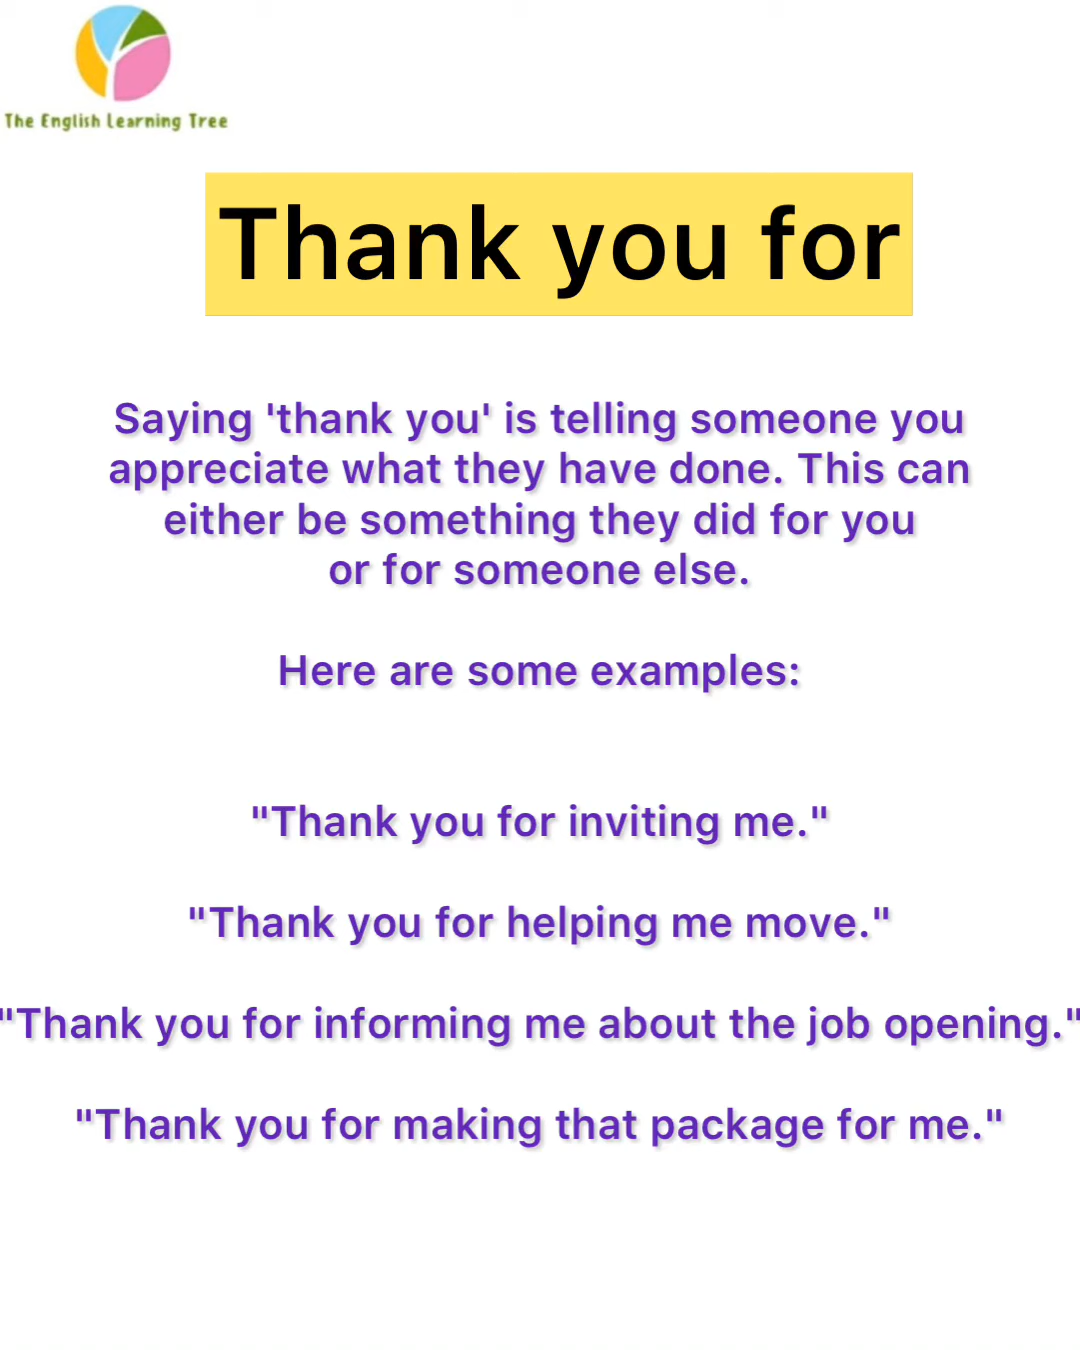 The English Learning Tree
Thank you for
Saying 'thank you' is telling someone you
appreciate what they have done. This can
either be something they did for you
or for someone else.
Here are some examples:
"Thank you for inviting me."
"Thank you for helping me move."
"Thank you for informing me about the job opening."
"Thank you for making that package for me."